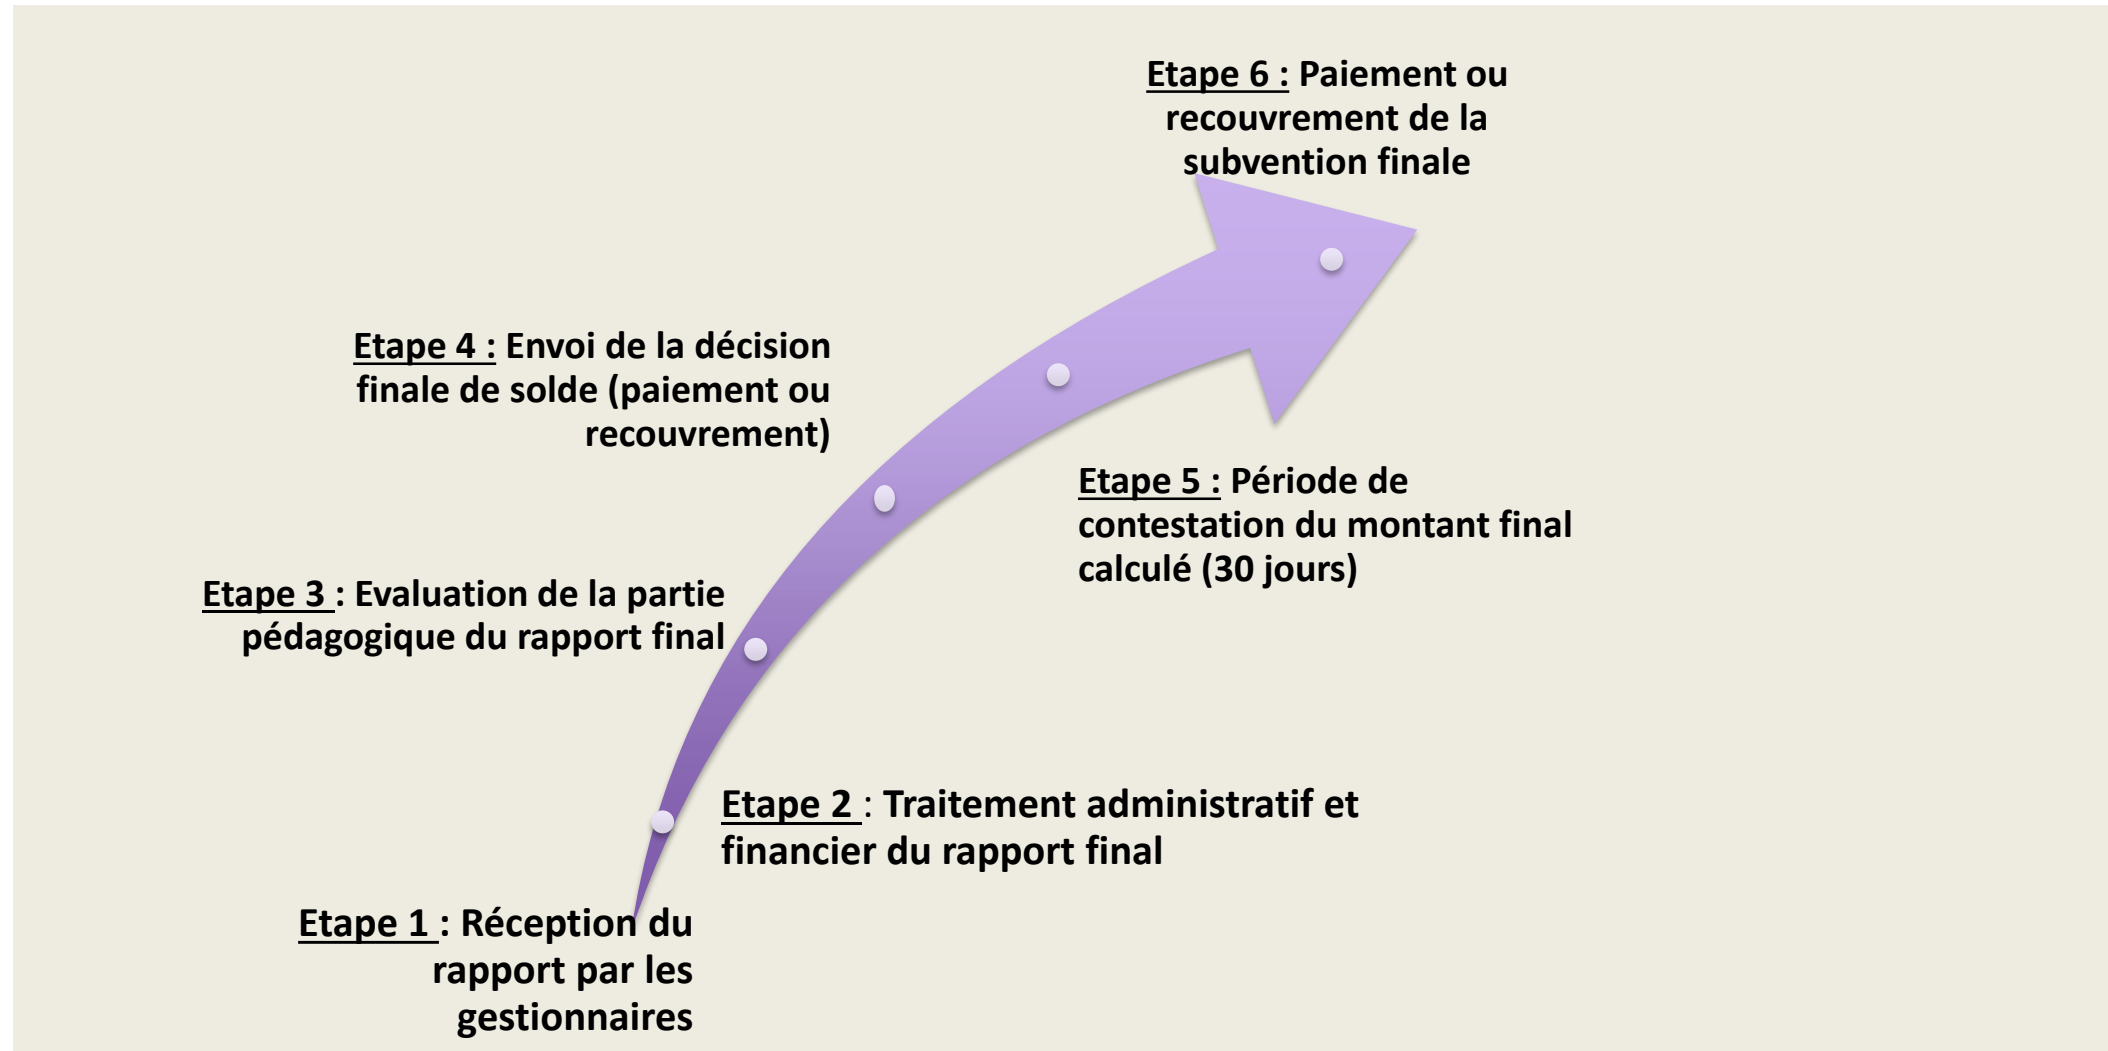 Etape 6 : Paiement ou
recouvrement de la
subvention finale
Etape 4 : Envoi de la décision
finale de solde (paiement ou
recouvrement)
Etape 5 : Période de
contestation du montant final
calculé (30 jours)
Etape 3 : Evaluation de la partie
pédagogique du rapport final
Etape 2 : Traitement administratif et
financier du rapport final
Etape 1 : Réception du
rapport par les
gestionnaires